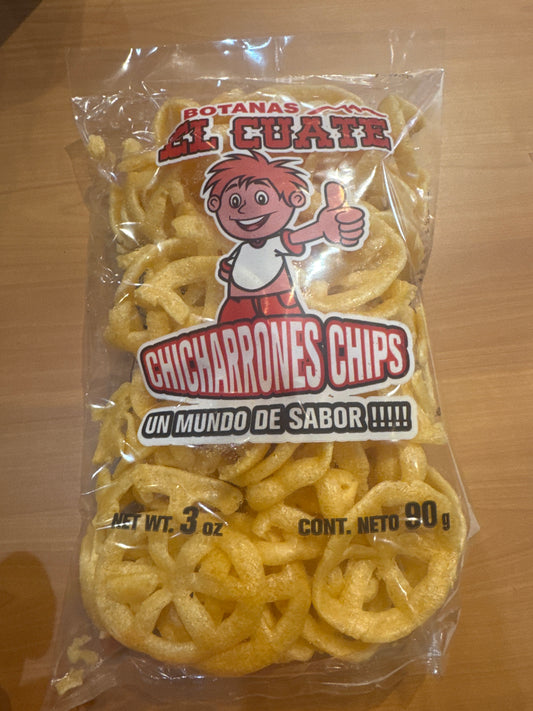 BOTANAS
EL CUATE
CHICHARRONES CHIPS
UN MUNDO DE SABOR !!!!!
NET WT. 3 oz
CONT. NETO 90 g